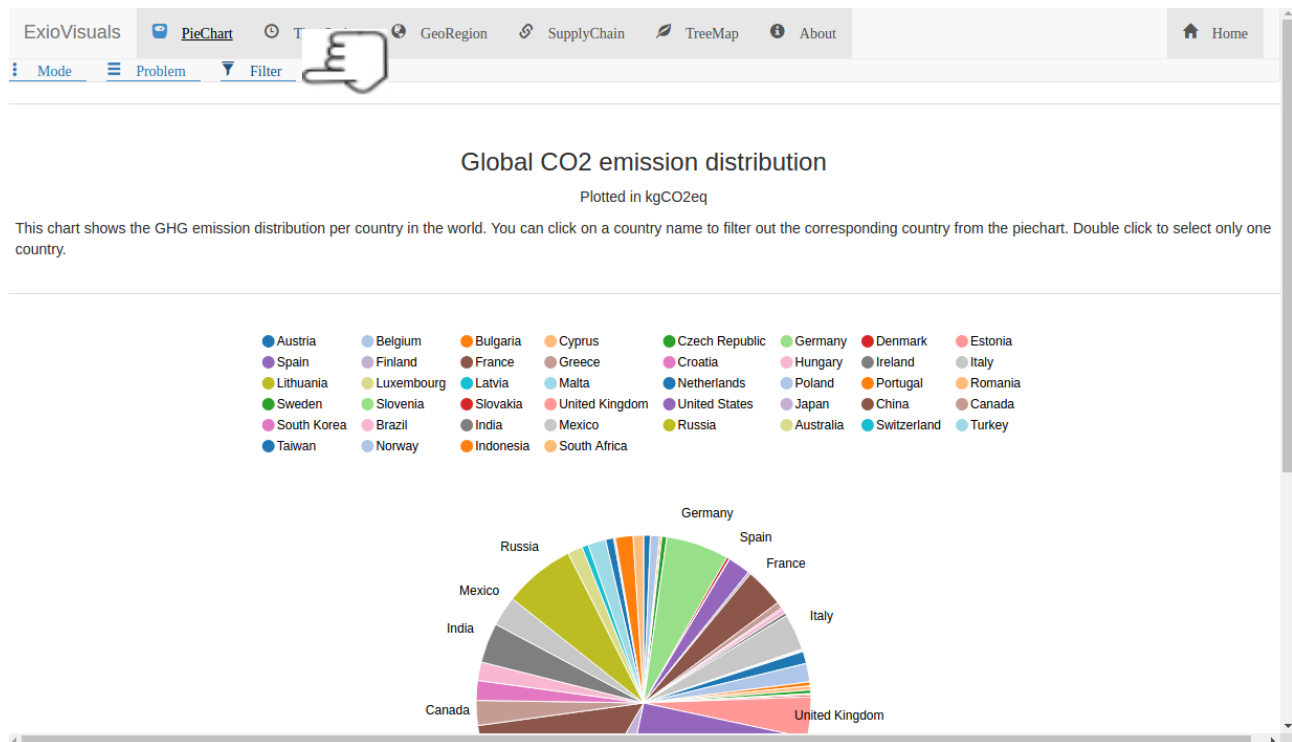 ExioVisuals PieChart GeoRegion SupplyChain TreeMap About Home
Mode Problem Filter
Global CO2 emission distribution
Plotted in kgCO2eq
This chart shows the GHG emission distribution per country in the world. You can click on a country name to filter out the corresponding country from the piechart. Double click to select only one
country.
Austria Belgium Bulgaria Cyprus Czech Republic Germany Denmark Estonia
Spain Finland France Greece Croatia Hungary Ireland Italy
Lithuania Luxembourg Latvia Malta Netherlands Poland Portugal Romania
Sweden Slovenia Slovakia United Kingdom United States Japan China Canada
South Korea Brazil India Mexico Russia Australia Switzerland Turkey
Taiwan Norway Indonesia South Africa
Germany
Spain
Russia
France
Mexico
Italy
India
Canada
United Kingdom